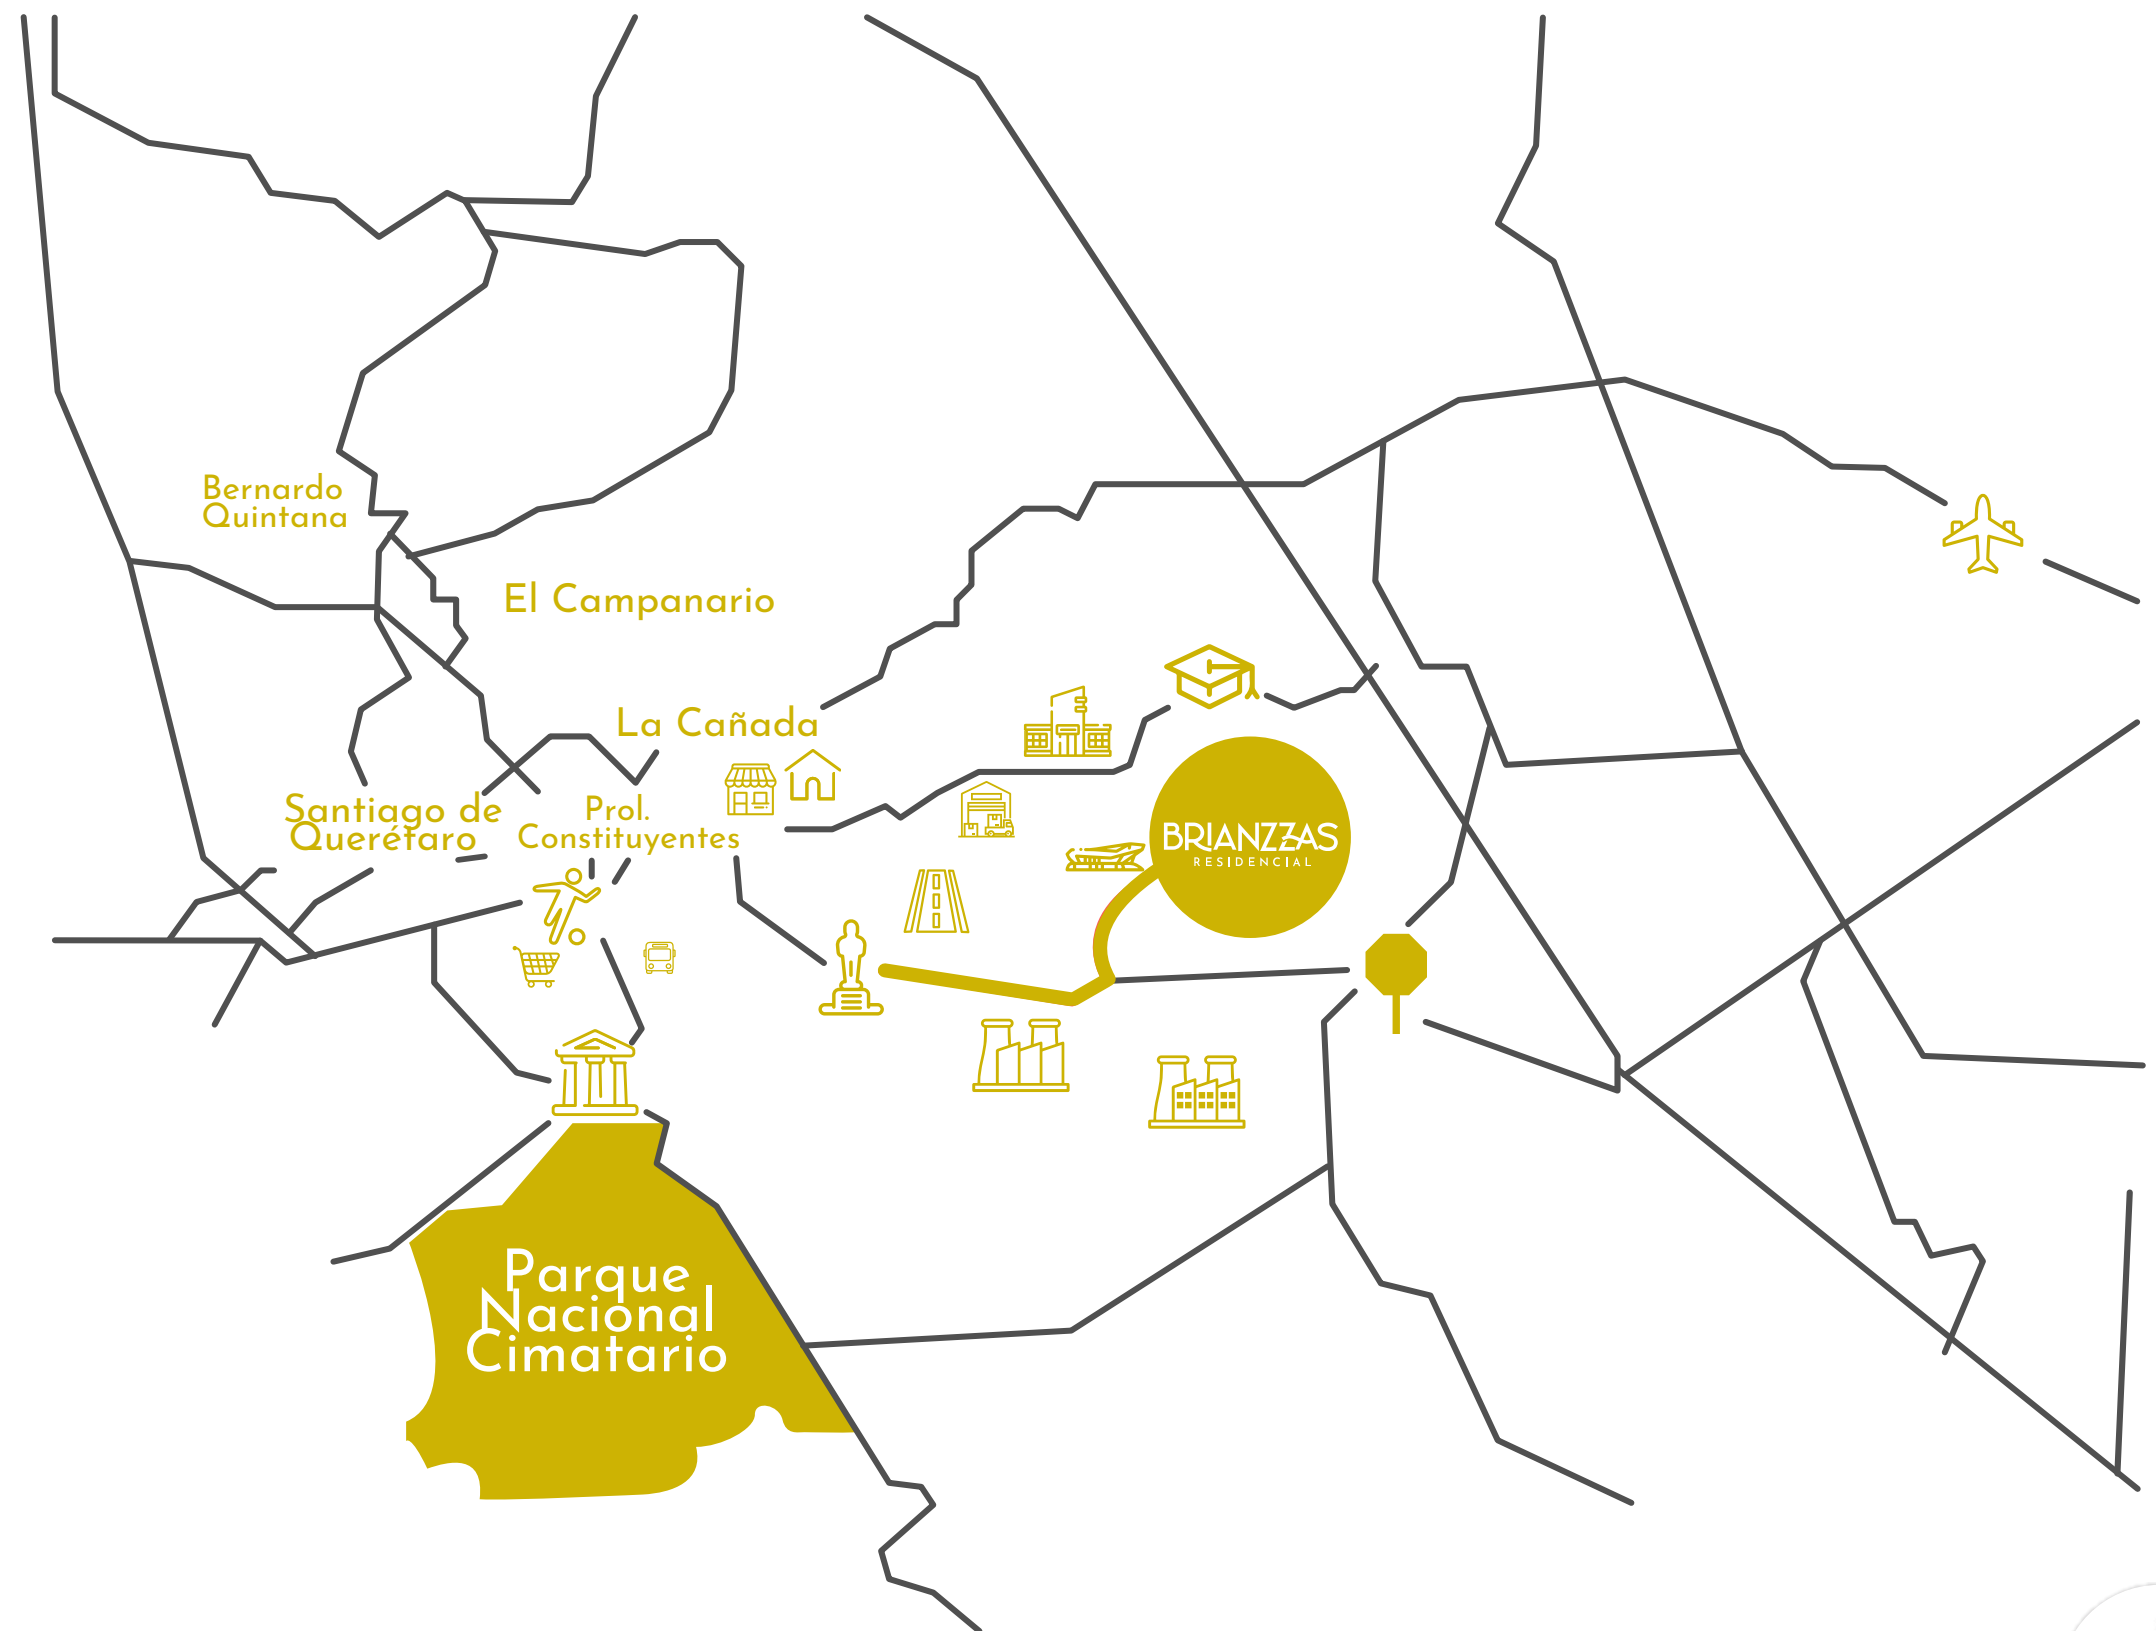 Bernardo
Quintana
El Campanario
La Cañada
Santiago de
Querétaro
Prol.
Constituyentes
BRIANZZAS
RESIDENCIAL
Parque
Nacional
Cimatario